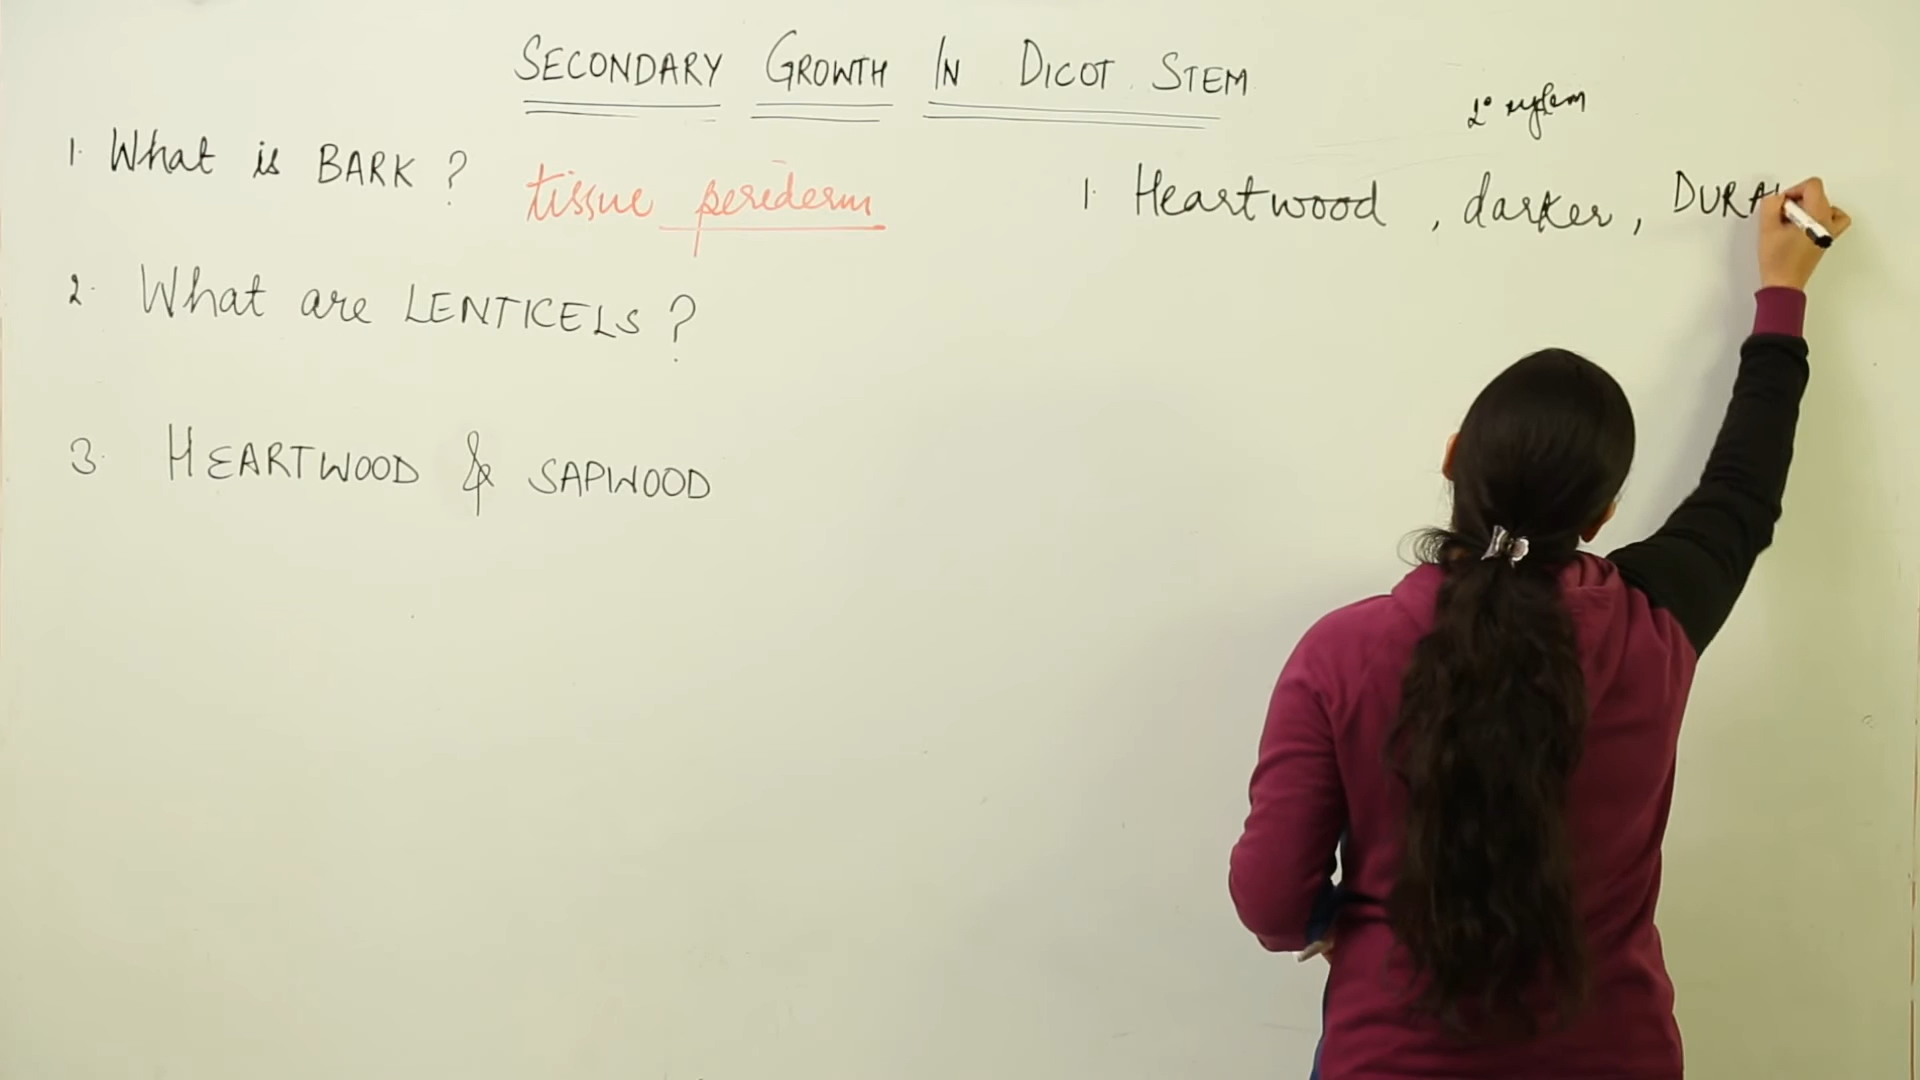 SECONDARY GROWTH IN DICOT STEM
1. What is BARK ? tissue periderm
2. What are LENTICELS ?
3. HEARTWOOD & SAPWOOD
2° xylem
1. Heartwood , darker , DURA